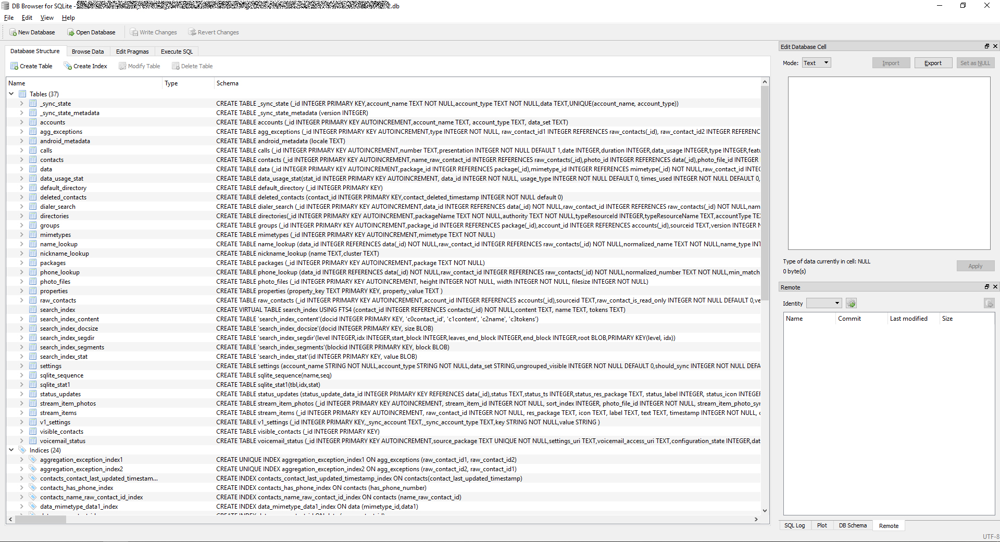 DB Browser for SQLite - 2.db
File Edit View Help
New Database Open Database Write Changes Revert Changes
Database Structure Browse Data Edit Pragmas Execute SQL
Create Table Create Index Modify Table Delete Table
Name Type Schema
Tables (37)
_sync_state CREATE TABLE _sync_state (_id INTEGER PRIMARY KEY,account_name TEXT NOT NULL,account_type TEXT NOT NULL,data TEXT,UNIQUE(account_name, account_type))
_sync_state_metadata CREATE TABLE _sync_state_metadata (version INTEGER)
accounts CREATE TABLE accounts (_id INTEGER PRIMARY KEY AUTOINCREMENT,account_name TEXT, account_type TEXT, data_set TEXT)
agg_exceptions CREATE TABLE agg_exceptions (_id INTEGER PRIMARY KEY AUTOINCREMENT,type INTEGER NOT NULL, raw_contact_id1 INTEGER REFERENCES raw_contacts(_id), raw_contact_id2 INTEGER REFERENC
android_metadata CREATE TABLE android_metadata (locale TEXT)
calls CREATE TABLE calls (_id INTEGER PRIMARY KEY AUTOINCREMENT,number TEXT,presentation INTEGER NOT NULL DEFAULT 1,date INTEGER,duration INTEGER,data_usage INTEGER,type INTEGER,featu
contacts CREATE TABLE contacts (_id INTEGER PRIMARY KEY AUTOINCREMENT,name_raw_contact_id INTEGER REFERENCES raw_contacts(_id),photo_id INTEGER REFERENCES data(_id),photo_file_id INTEGER
data CREATE TABLE data (_id INTEGER PRIMARY KEY AUTOINCREMENT,package_id INTEGER REFERENCES package(_id),mimetype_id INTEGER REFERENCES mimetype(_id) NOT NULL,raw_contact_id INTEG
data_usage_stat CREATE TABLE data_usage_stat(stat_id INTEGER PRIMARY KEY AUTOINCREMENT, data_id INTEGER NOT NULL, usage_type INTEGER NOT NULL DEFAULT 0, times_used INTEGER NOT NULL DEFAULT 0,
default_directory CREATE TABLE default_directory (_id INTEGER PRIMARY KEY)
deleted_contacts CREATE TABLE deleted_contacts (contact_id INTEGER PRIMARY KEY,contact_deleted_timestamp INTEGER NOT NULL default 0)
dialer_search CREATE TABLE dialer_search (_id INTEGER PRIMARY KEY AUTOINCREMENT,data_id INTEGER REFERENCES data(_id) NOT NULL,raw_contact_id INTEGER REFERENCES raw_contacts(_id) NOT NULL,nam
directories CREATE TABLE directories(_id INTEGER PRIMARY KEY AUTOINCREMENT,packageName TEXT NOT NULL,authority TEXT NOT NULL,typeResourceId INTEGER,typeResourceName TEXT,accountType TEX
groups CREATE TABLE groups (_id INTEGER PRIMARY KEY AUTOINCREMENT,package_id INTEGER REFERENCES package(_id),account_id INTEGER REFERENCES accounts(_id),sourceid TEXT,version INTEGER N
mimetypes CREATE TABLE mimetypes (_id INTEGER PRIMARY KEY AUTOINCREMENT,mimetype TEXT NOT NULL)
name_lookup CREATE TABLE name_lookup (data_id INTEGER REFERENCES data(_id) NOT NULL,raw_contact_id INTEGER REFERENCES raw_contacts(_id) NOT NULL,normalized_name TEXT NOT NULL,name_type INT
nickname_lookup CREATE TABLE nickname_lookup (name TEXT,cluster TEXT)
packages CREATE TABLE packages (_id INTEGER PRIMARY KEY AUTOINCREMENT,package TEXT NOT NULL)
phone_lookup CREATE TABLE phone_lookup (data_id INTEGER REFERENCES data(_id) NOT NULL,raw_contact_id INTEGER REFERENCES raw_contacts(_id) NOT NULL,normalized_number TEXT NOT NULL,min_match
photo_files CREATE TABLE photo_files (_id INTEGER PRIMARY KEY AUTOINCREMENT, height INTEGER NOT NULL, width INTEGER NOT NULL, filesize INTEGER NOT NULL)
properties CREATE TABLE properties (property_key TEXT PRIMARY KEY, property_value TEXT )
raw_contacts CREATE TABLE raw_contacts (_id INTEGER PRIMARY KEY AUTOINCREMENT,account_id INTEGER REFERENCES accounts(_id),sourceid TEXT,raw_contact_is_read_only INTEGER NOT NULL DEFAULT 0,ve
search_index CREATE VIRTUAL TABLE search_index USING FTS4 (contact_id INTEGER REFERENCES contacts(_id) NOT NULL,content TEXT, name TEXT, tokens TEXT)
search_index_content CREATE TABLE 'search_index_content'(docid INTEGER PRIMARY KEY, 'c0contact_id', 'c1content', 'c2name', 'c3tokens')
search_index_docsize CREATE TABLE 'search_index_docsize'(docid INTEGER PRIMARY KEY, size BLOB)
search_index_segdir CREATE TABLE 'search_index_segdir'(level INTEGER,idx INTEGER,start_block INTEGER,leaves_end_block INTEGER,end_block INTEGER,root BLOB,PRIMARY KEY(level, idx))
search_index_segments CREATE TABLE 'search_index_segments'(blockid INTEGER PRIMARY KEY, block BLOB)
search_index_stat CREATE TABLE 'search_index_stat'(id INTEGER PRIMARY KEY, value BLOB)
settings CREATE TABLE settings (account_name STRING NOT NULL,account_type STRING NOT NULL,data_set STRING,ungrouped_visible INTEGER NOT NULL DEFAULT 0,should_sync INTEGER NOT NULL DEFA
sqlite_sequence CREATE TABLE sqlite_sequence(name,seq)
sqlite_stat1 CREATE TABLE sqlite_stat1(tbl,idx,stat)
status_updates CREATE TABLE status_updates (status_update_data_id INTEGER PRIMARY KEY REFERENCES data(_id),status TEXT,status_ts INTEGER,status_res_package TEXT, status_label INTEGER, status_icon INTEGER
stream_item_photos CREATE TABLE stream_item_photos (_id INTEGER PRIMARY KEY AUTOINCREMENT, stream_item_id INTEGER NOT NULL, sort_index INTEGER, photo_file_id INTEGER NOT NULL, stream_item_photo_syn
stream_items CREATE TABLE stream_items (_id INTEGER PRIMARY KEY AUTOINCREMENT, raw_contact_id INTEGER NOT NULL, res_package TEXT, icon TEXT, label TEXT, text TEXT, timestamp INTEGER NOT NULL, c
v1_settings CREATE TABLE v1_settings (_id INTEGER PRIMARY KEY,_sync_account TEXT,_sync_account_type TEXT,key STRING NOT NULL,value STRING )
visible_contacts CREATE TABLE visible_contacts (_id INTEGER PRIMARY KEY)
voicemail_status CREATE TABLE voicemail_status (_id INTEGER PRIMARY KEY AUTOINCREMENT,source_package TEXT UNIQUE NOT NULL,settings_uri TEXT,voicemail_access_uri TEXT,configuration_state INTEGER,dat
Indices (24)
aggregation_exception_index1 CREATE UNIQUE INDEX aggregation_exception_index1 ON agg_exceptions (raw_contact_id1, raw_contact_id2)
aggregation_exception_index2 CREATE UNIQUE INDEX aggregation_exception_index2 ON agg_exceptions (raw_contact_id2, raw_contact_id1)
contacts_contact_last_updated_timestam... CREATE INDEX contacts_contact_last_updated_timestamp_index ON contacts(contact_last_updated_timestamp)
contacts_has_phone_index CREATE INDEX contacts_has_phone_index ON contacts (has_phone_number)
contacts_name_raw_contact_id_index CREATE INDEX contacts_name_raw_contact_id_index ON contacts (name_raw_contact_id)
data_mimetype_data1_index CREATE INDEX data_mimetype_data1_index ON data (mimetype_id,data1)
Edit Database Cell
Mode: Text Import Export Set as NULL
Type of data currently in cell: NULL
0 byte(s)
Apply
Remote
Identity
Name Commit Last modified Size
SQL Log Plot DB Schema Remote
UTF-8